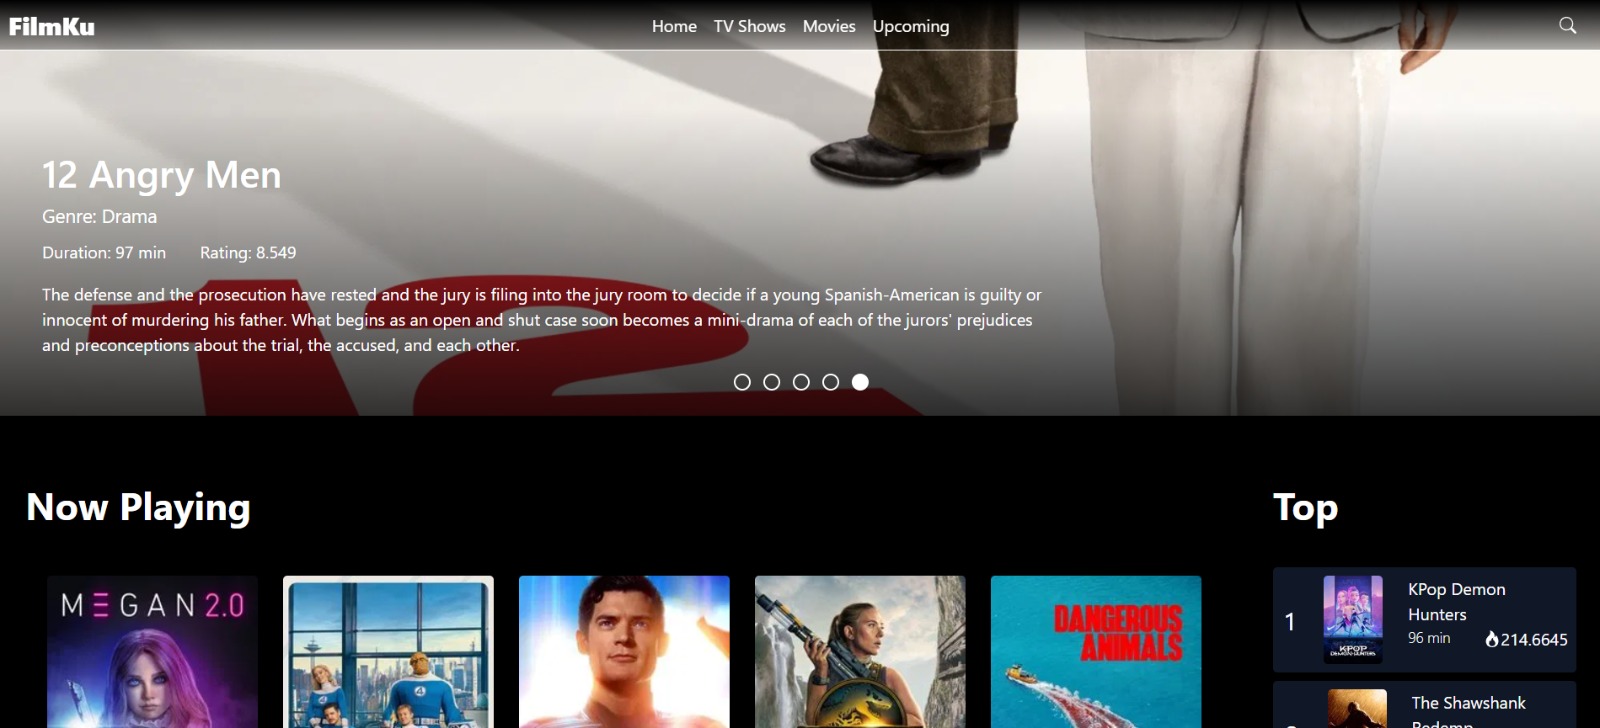 FilmKu
Home TV Shows Movies Upcoming
12 Angry Men
Genre: Drama
Duration: 97 min Rating: 8.549
The defense and the prosecution have rested and the jury is filing into the jury room to decide if a young Spanish-American is guilty or
innocent of murdering his father. What begins as an open and shut case soon becomes a mini-drama of each of the jurors' prejudices
and preconceptions about the trial, the accused, and each other.
12
Now Playing
Top
MEGAN 2.0
4
4
DANGEROUS
ANIMALS
1
KPop Demon
Hunters
96 min
214.6645
KPOP
DEMON HUNTERS
The Shawshank